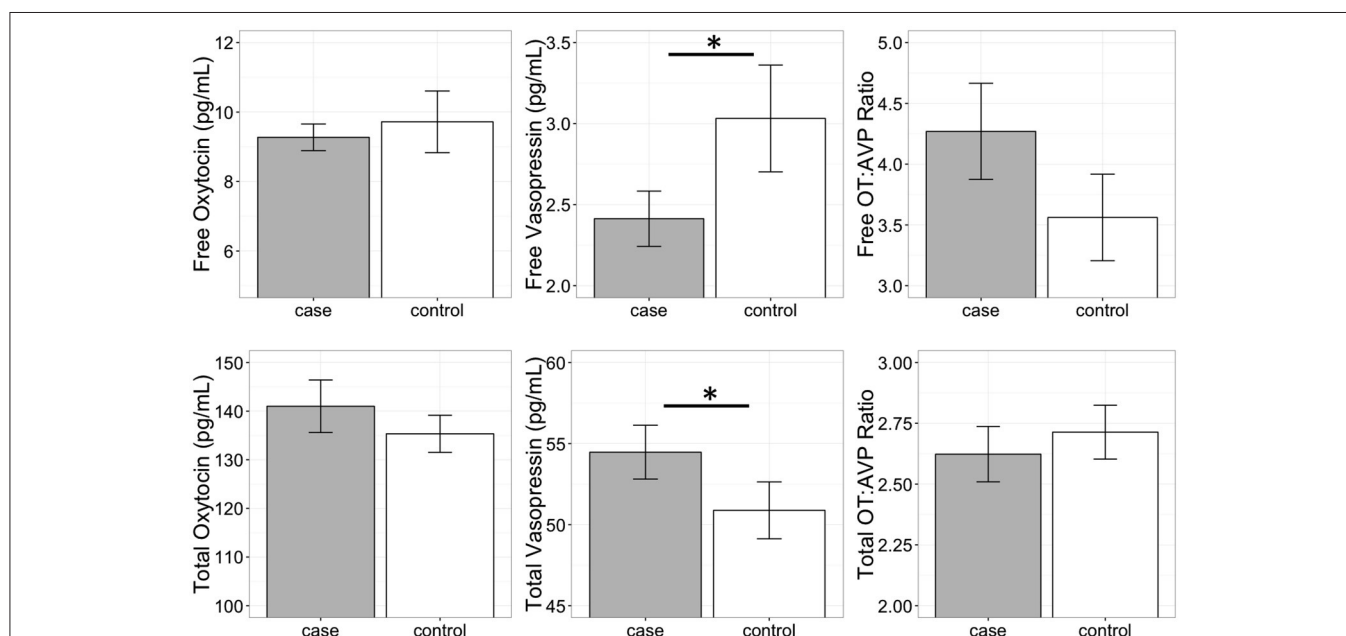 Free Oxytocin (pg/mL)
12
10
8
6
case control
Free Vasopressin (pg/mL)
3.5
3.0
2.5
2.0
*
case control
Free OT:AVP Ratio
5.0
4.5
4.0
3.5
3.0
case control
Total Oxytocin (pg/mL)
150
140
130
120
110
100
case control
Total Vasopressin (pg/mL)
60
55
50
45
*
case control
Total OT:AVP Ratio
3.00
2.75
2.50
2.25
2.00
case control